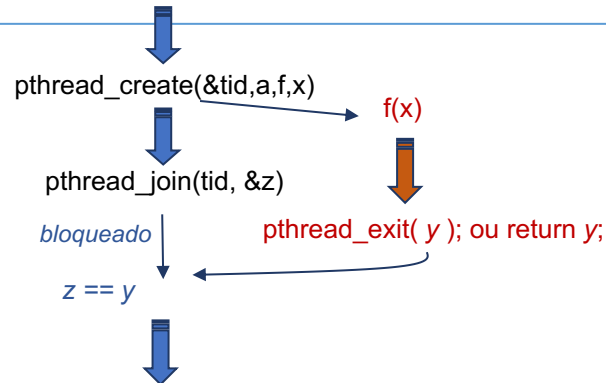 pthread_create(&tid,a,f,x)
f(x)
pthread_join(tid, &z)
bloqueado
pthread_exit( y ); ou return y;
z == y